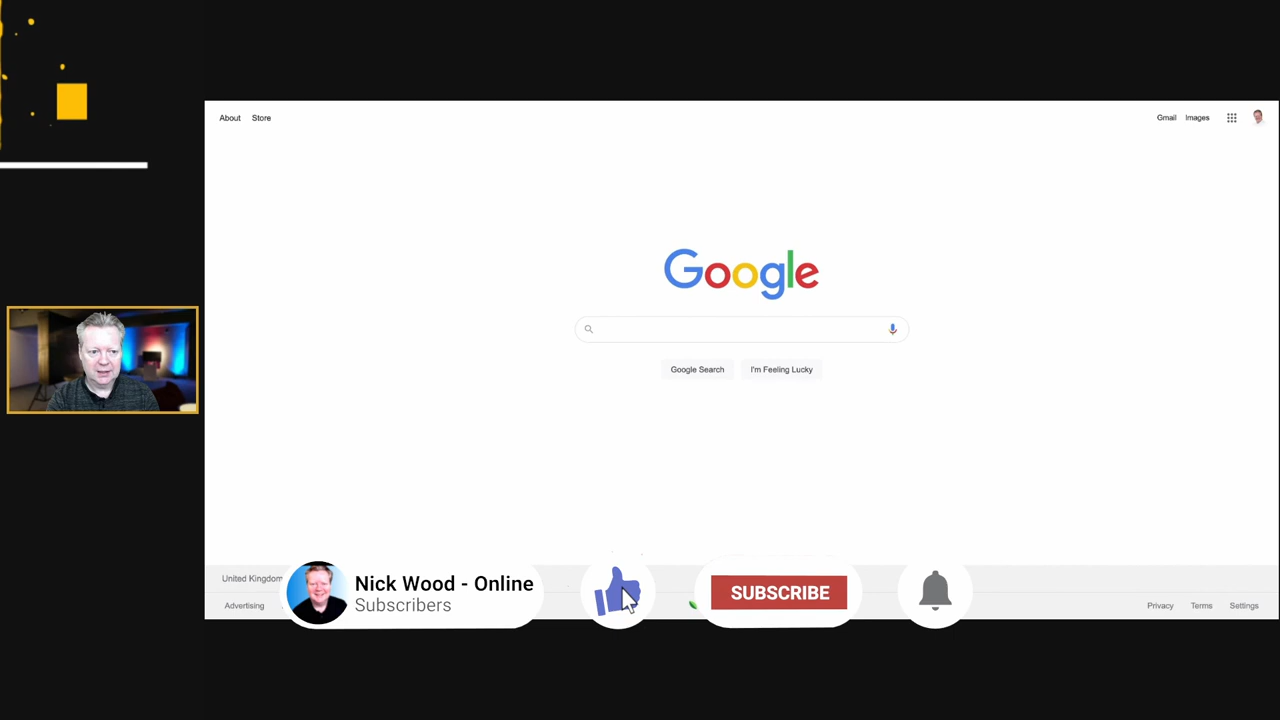 About Store
Gmail Images
Google
Google Search I'm Feeling Lucky
United Kingdom
Nick Wood - Online
Subscribers
SUBSCRIBE
Advertising
Privacy Terms Settings